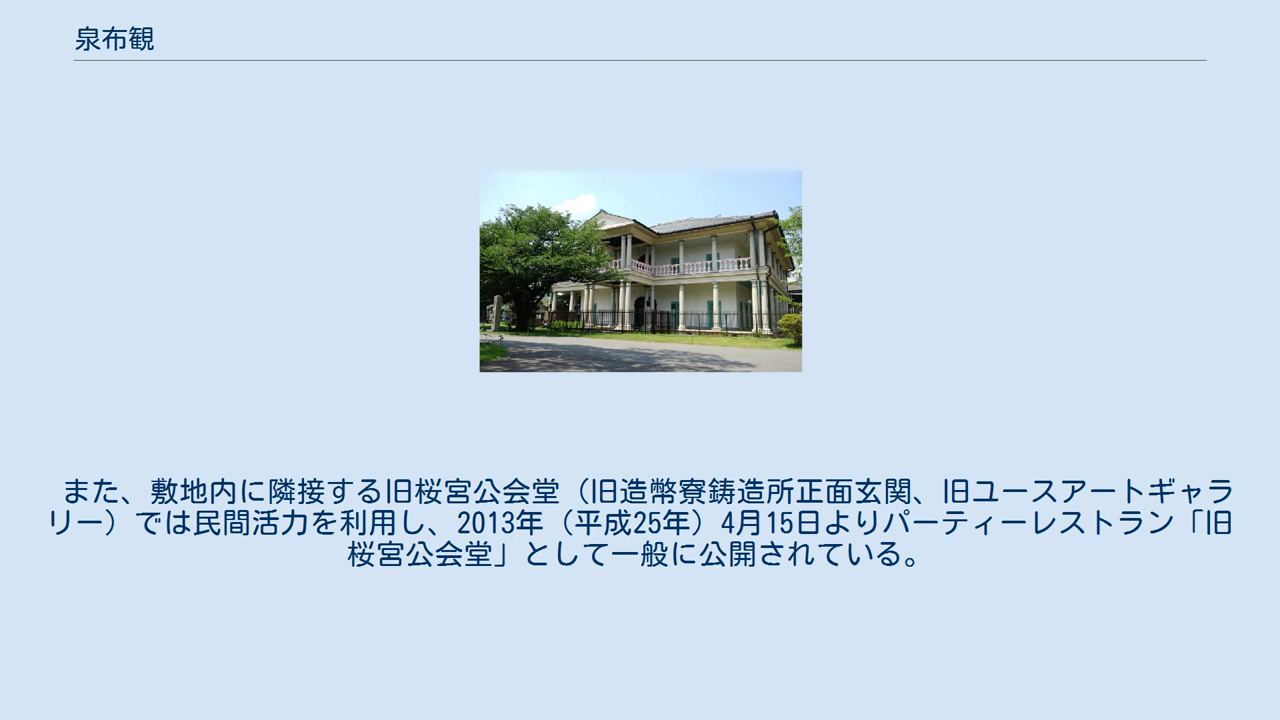 泉布観
また、敷地内に隣接する旧桜宮公会堂（旧造幣寮鋳造所正面玄関、旧ユースアートギャラ
リー）では民間活力を利用し、2013年（平成25年）4月15日よりパーティーレストラン「旧
桜宮公会堂」として一般に公開されている。